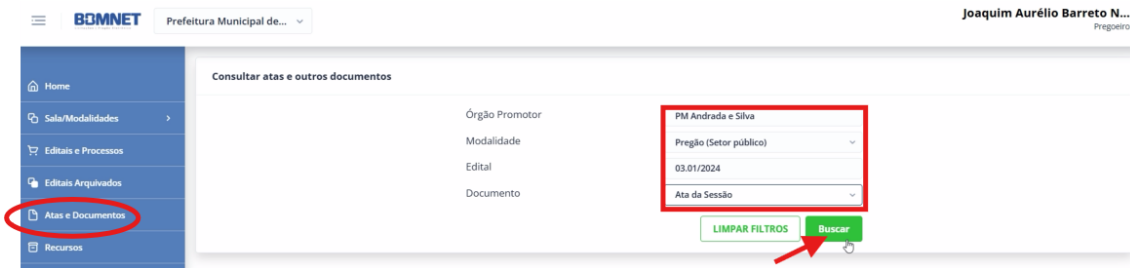 BBMNET
Prefeitura Municipal de...
Joaquim Aurélio Barreto N...
Pregoeiro
Home
Sala/Modalidades
Editais e Processos
Editais Arquivados
Atas e Documentos
Recursos
Consultar atas e outros documentos
Órgão Promotor
PM Andrada e Silva
Modalidade
Pregão (Setor público)
Edital
03.01/2024
Documento
Ata da Sessão
LIMPAR FILTROS
Buscar